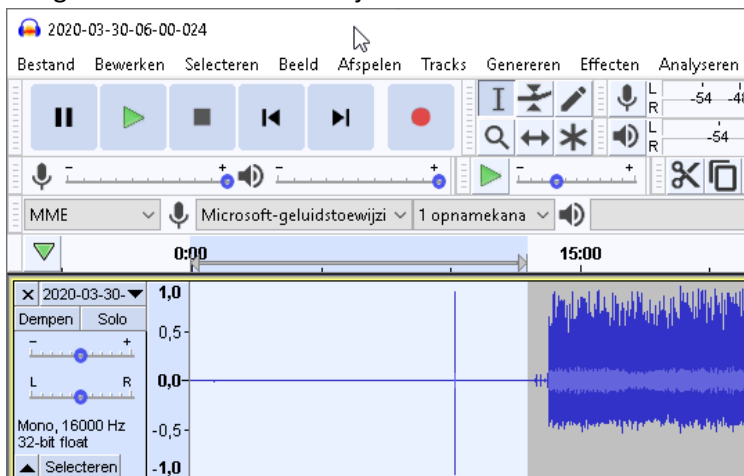 2020-03-30-06-00-024
Bestand Bewerken Selecteren Beeld Afspelen Tracks Genereren Effecten Analyseren
L
R
-54
L
R
-54
- + - + - +
MME Microsoft-geluidstoewijzi 1 opnamekana
0:00 15:00
2020-03-30- 1,0
Dempen Solo 0,5
- +
L R 0,0
Mono, 16000 Hz
32-bit float -0,5
Selecteren -1,0